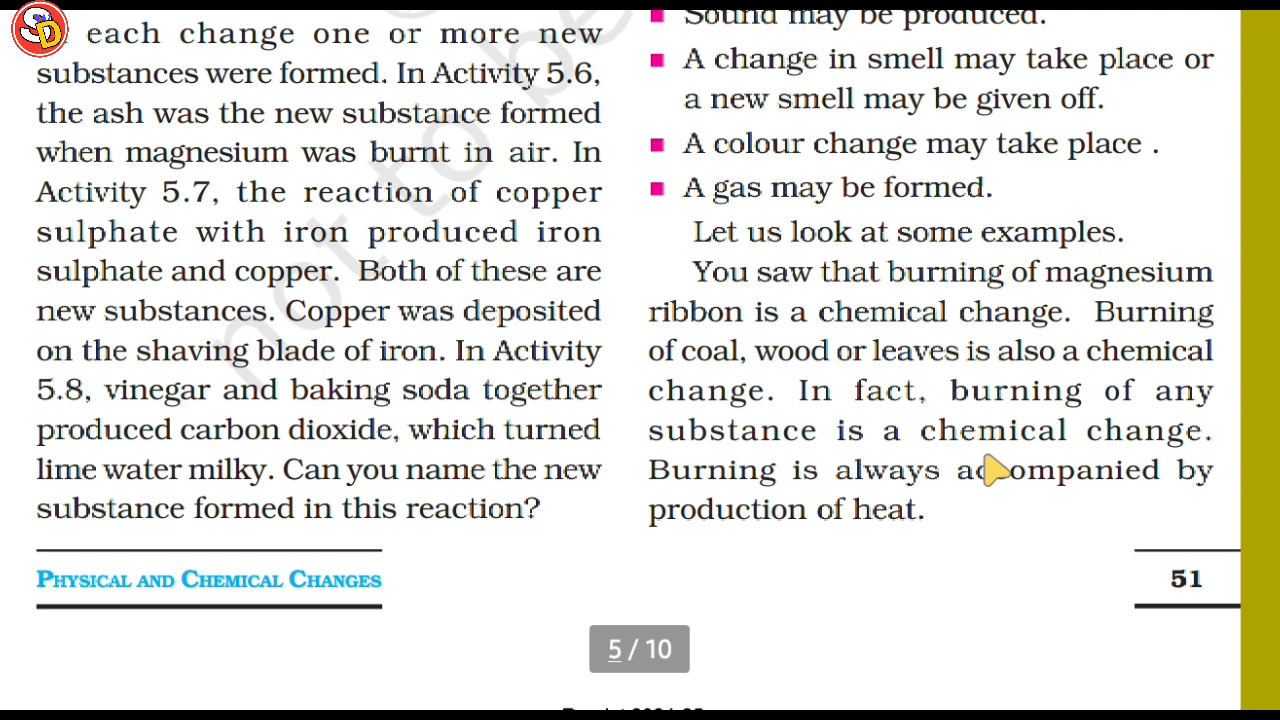 SD
each change one or more new
substances were formed. In Activity 5.6,
the ash was the new substance formed
when magnesium was burnt in air. In
Activity 5.7, the reaction of copper
sulphate with iron produced iron
sulphate and copper. Both of these are
new substances. Copper was deposited
on the shaving blade of iron. In Activity
5.8, vinegar and baking soda together
produced carbon dioxide, which turned
lime water milky. Can you name the new
substance formed in this reaction?
Sound may be produced.
A change in smell may take place or
a new smell may be given off.
A colour change may take place .
A gas may be formed.
Let us look at some examples.
You saw that burning of magnesium
ribbon is a chemical change. Burning
of coal, wood or leaves is also a chemical
change. In fact, burning of any
substance is a chemical change.
Burning is always accompanied by
production of heat.
not to be
PHYSICAL AND CHEMICAL CHANGES
51
5 / 10